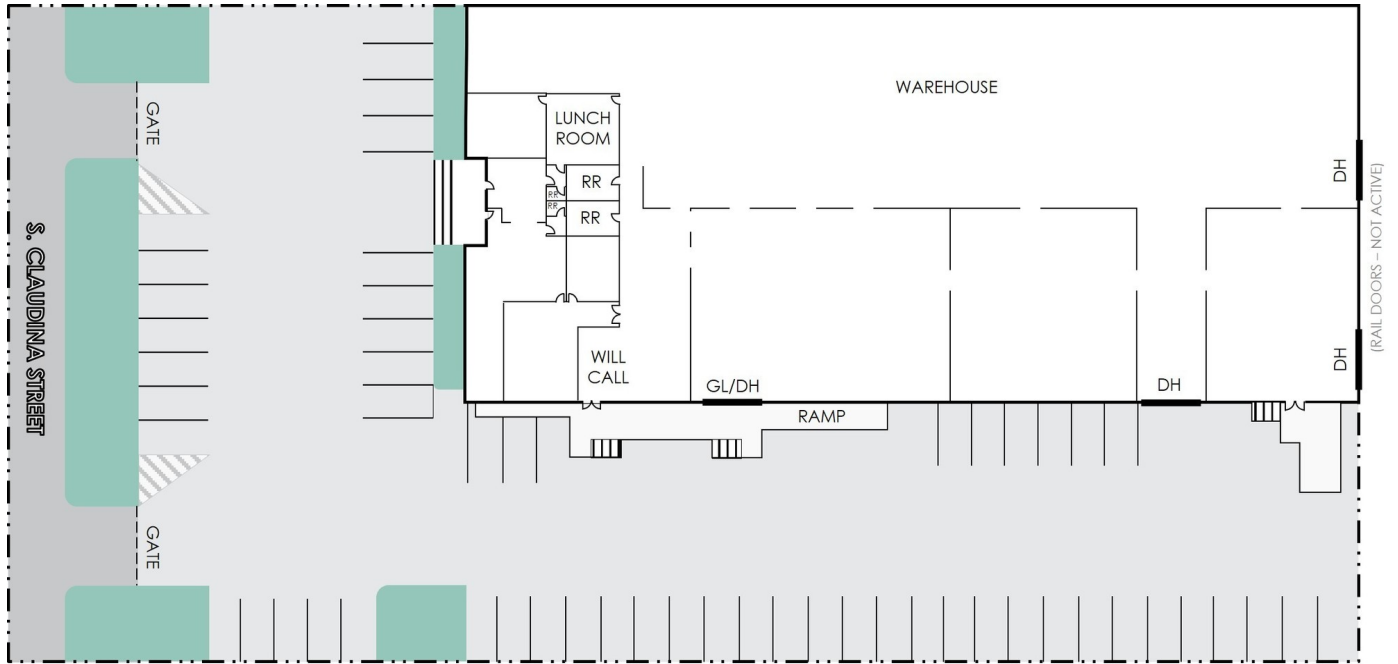 WAREHOUSE
GATE
LUNCH
ROOM
DH
RR
RR
RR
RR
(RAIL DOORS – NOT ACTIVE)
S. CLAUDINA STREET
WILL
CALL
GL/DH
DH
DH
RAMP
GATE